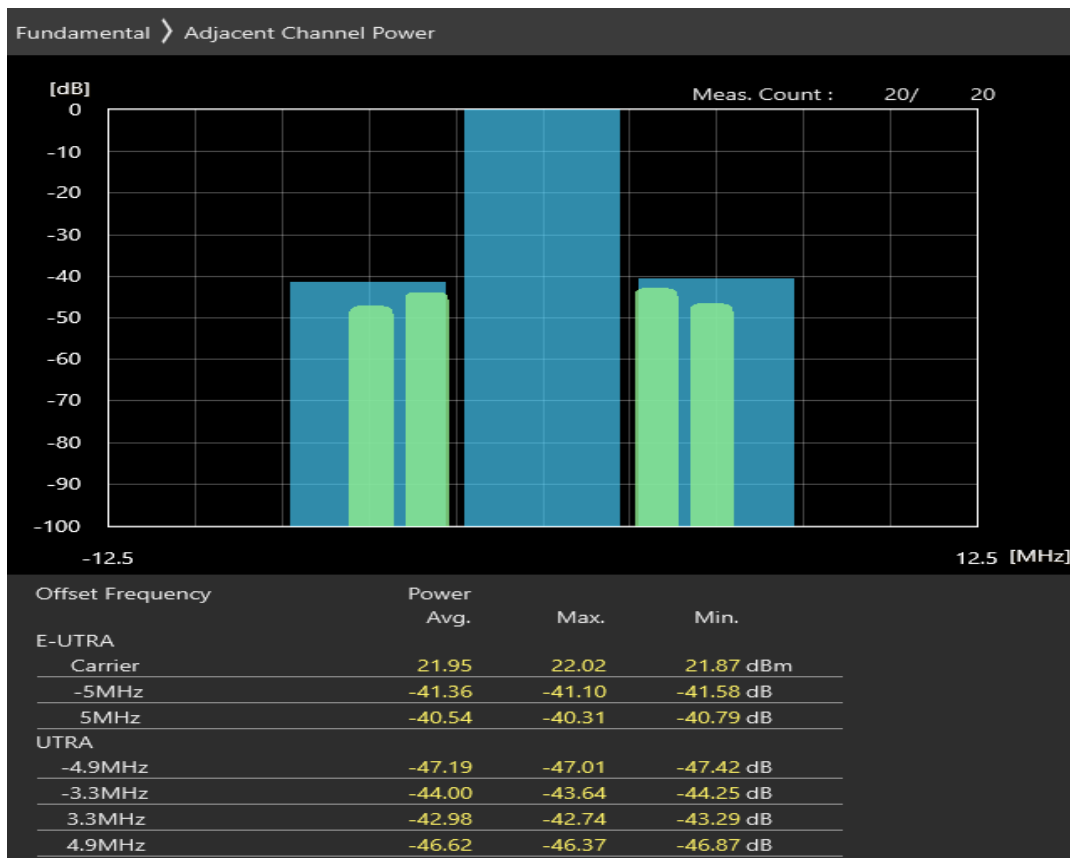 Fundamental 〉 Adjacent Channel Power
[dB]
Meas. Count : 20/ 20
0
-10
-20
-30
-40
-50
-60
-70
-80
-90
-100
-12.5 12.5 [MHz]
Offset Frequency Power
Avg. Max. Min.
E-UTRA
Carrier 21.95 22.02 21.87 dBm
-5MHz -41.36 -41.10 -41.58 dB
5MHz -40.54 -40.31 -40.79 dB
UTRA
-4.9MHz -47.19 -47.01 -47.42 dB
-3.3MHz -44.00 -43.64 -44.25 dB
3.3MHz -42.98 -42.74 -43.29 dB
4.9MHz -46.62 -46.37 -46.87 dB